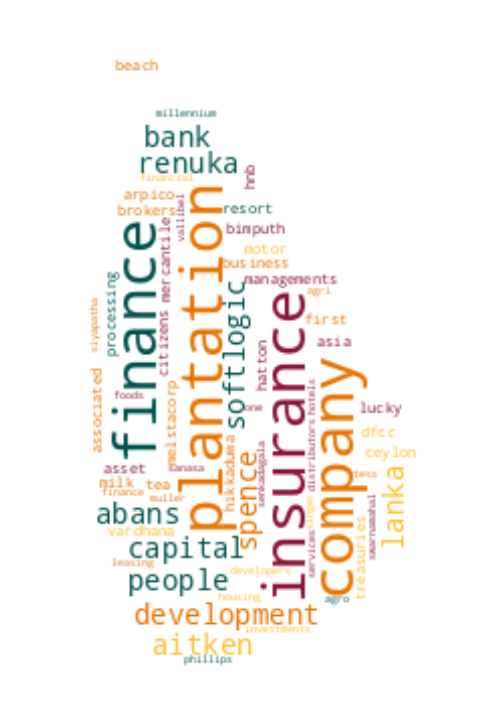 beach
millennium
bank
renuka
hnb
financial
arpico
brokers
vallibel
plantation
resort
bimputh
finance
mercantile
motor
business
processing
citizens
managements
agri
softlogic
insurance
siyapatha
first
asia
hatton
associated
foods
melstacorp
one
hotels
distributors
company
lucky
dfcc
ceylon
asset
sanasa
hikkaduma
senkadagala
tess
milk
tea
finance
muller
spence
singer
swarnamahal
lanka
abans
vardhana
services
treasuries
capital
leasing
people
developers
housing
agro
development
investments
aitken
phillips